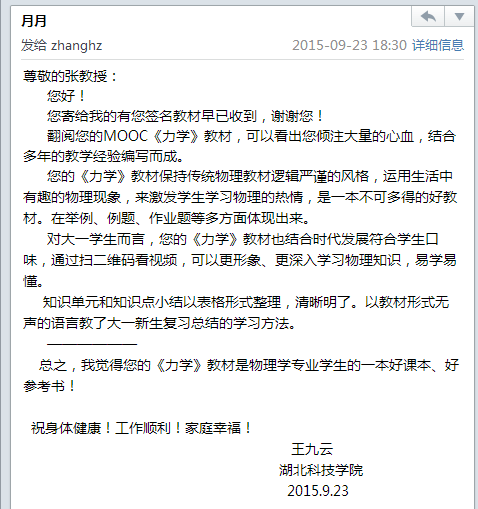 月月
发给 zhanghz 2015-09-23 18:30 详细信息
尊敬的张教授：
您好！
您寄给我的有您签名教材早已收到，谢谢您！
翻阅您的MOOC《力学》教材，可以看出您倾注大量的心血，结合
多年的教学经验编写而成。
您的《力学》教材保持传统物理教材逻辑严谨的风格，运用生活中
有趣的物理现象，来激发学生学习物理的热情，是一本不可多得的好教
材。在举例、例题、作业题等多方面体现出来。
对大一学生而言，您的《力学》教材也结合时代发展符合学生口
味，通过扫二维码看视频，可以更形象、更深入学习物理知识，易学易
懂。
知识单元和知识点小结以表格形式整理，清晰明了。以教材形式无
声的语言教了大一新生复习总结的学习方法。
——————
总之，我觉得您的《力学》教材是物理学专业学生的一本好课本、好
参考书！
祝身体健康！工作顺利！家庭幸福！
王九云
湖北科技学院
2015.9.23